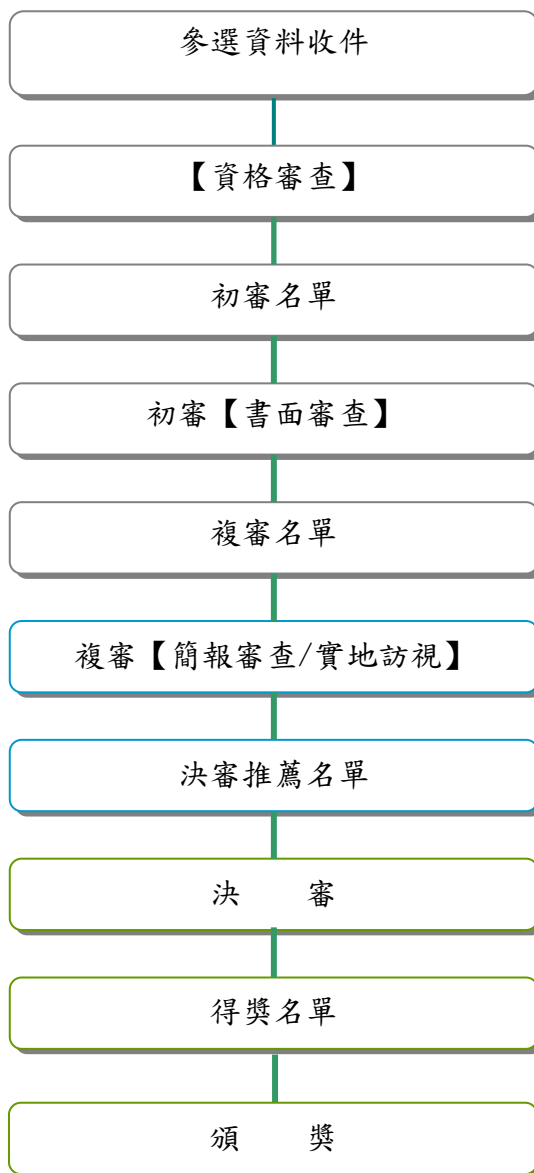 參選資料收件
【資格審查】
初審名單
初審【書面審查】
複審名單
複審【簡報審查/實地訪視】
決審推薦名單
決　　審
得獎名單
頒　　獎